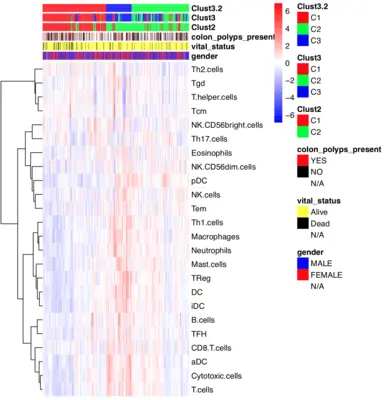 Clust3.2
Clust3
Clust2
colon_polyps_present
vital_status
gender
Th2.cells
Tgd
T.helper.cells
Tcm
NK.CD56bright.cells
Th17.cells
Eosinophils
NK.CD56dim.cells
pDC
NK.cells
Tem
Th1.cells
Macrophages
Neutrophils
Mast.cells
TReg
DC
iDC
B.cells
TFH
CD8.T.cells
aDC
Cytotoxic.cells
T.cells
6
4
2
0
−2
−4
−6
Clust3.2
C1
C2
C3
Clust3
C1
C2
C3
Clust2
C1
C2
colon_polyps_present
YES
NO
N/A
vital_status
Alive
Dead
N/A
gender
MALE
FEMALE
N/A